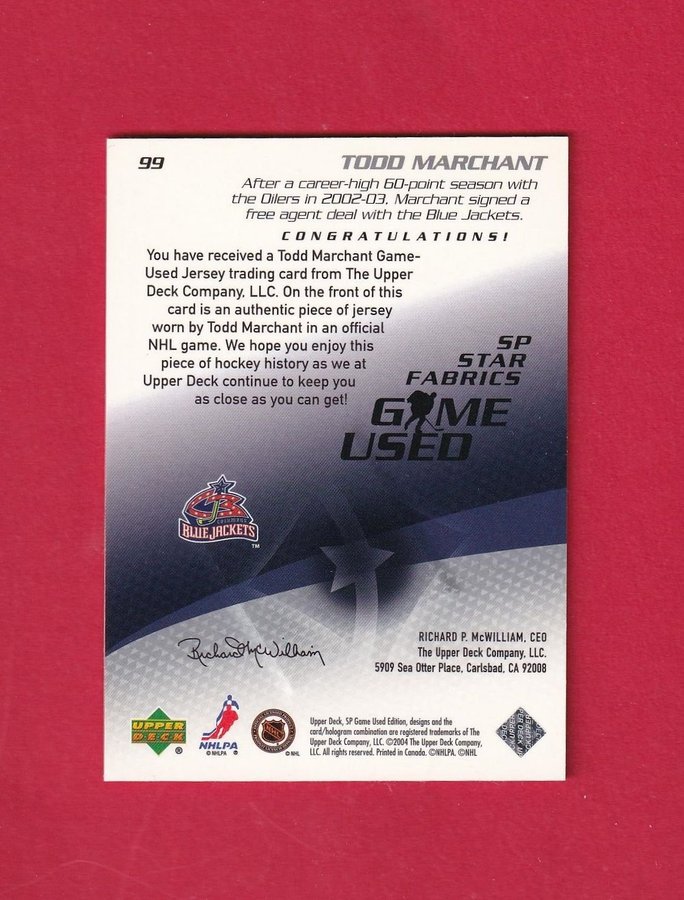 99
TODD MARCHANT
After a career-high 60-point season with
the Oilers in 2002-03, Marchant signed a
free agent deal with the Blue Jackets.
CONGRATULATIONS!
You have received a Todd Marchant Game-
Used Jersey trading card from The Upper
Deck Company, LLC. On the front of this
card is an authentic piece of jersey
worn by Todd Marchant in an official
NHL game. We hope you enjoy this
piece of hockey history as we at
Upper Deck continue to keep you
as close as you can get!
SP
STAR
FABRICS
GAME
USED
COLUMBUS
BLUE JACKETS
™
Richard McWilliam
RICHARD P. McWILLIAM, CEO
The Upper Deck Company, LLC.
5909 Sea Otter Place, Carlsbad, CA 92008
UPPER
DECK
®
NHLPA
©NHLPA ®
NHL
©NHL
Upper Deck, SP Game Used Edition, designs and the
card/hologram combination are registered trademarks of The
Upper Deck Company, LLC. ©2004 The Upper Deck Company,
LLC. All rights reserved. Printed in Canada. ©NHLPA. ©NHL